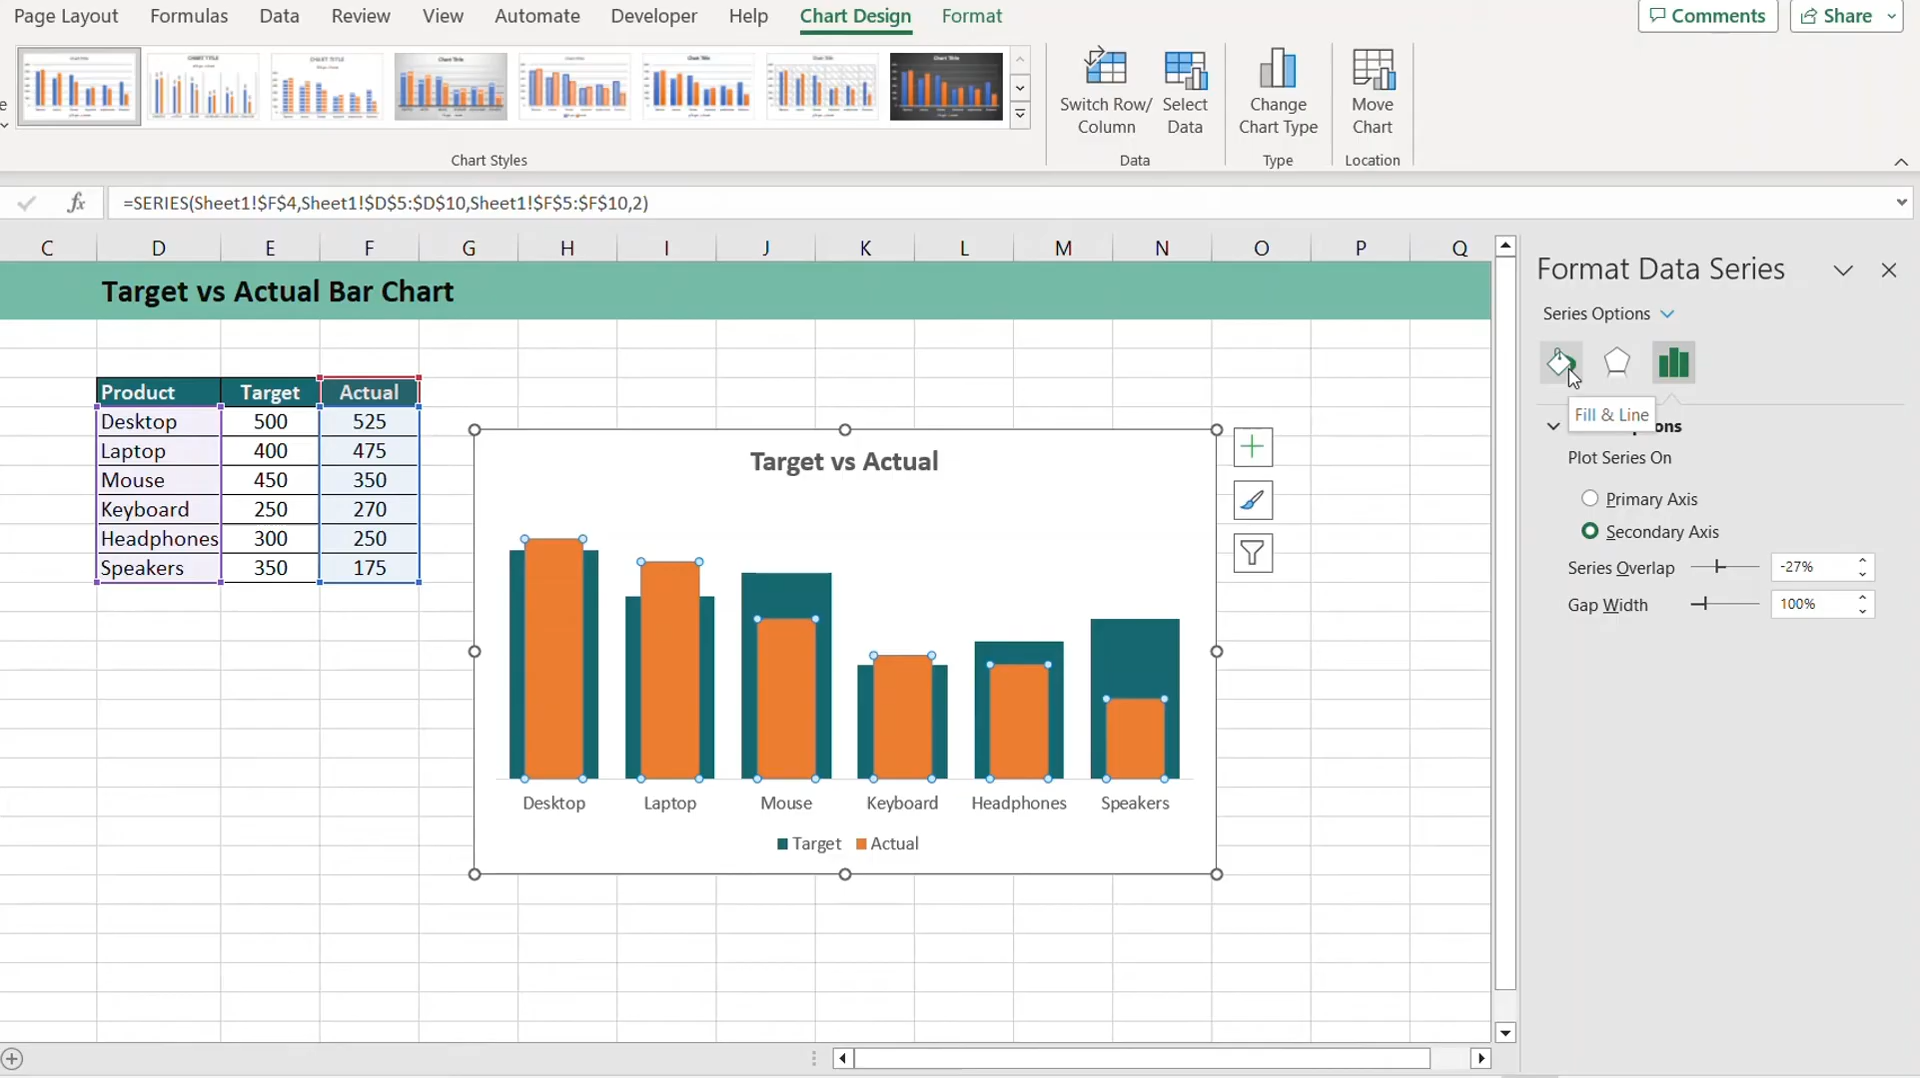 Page Layout Formulas Data Review View Automate Developer Help Chart Design Format Comments Share
Switch Row/ Column
Select Data
Change Chart Type
Move Chart
Chart Styles Data Type Location
fx =SERIES(Sheet1!$F$4,Sheet1!$D$5:$D$10,Sheet1!$F$5:$F$10,2)
C D E F G H I J K L M N O P Q
Target vs Actual Bar Chart
Product Target Actual
Desktop 500 525
Laptop 400 475
Mouse 450 350
Keyboard 250 270
Headphones 300 250
Speakers 350 175
Target vs Actual
Desktop Laptop Mouse Keyboard Headphones Speakers
Target Actual
Format Data Series
Series Options
Fill & Line
Plot Series On
Primary Axis
Secondary Axis
Series Overlap -27%
Gap Width 100%